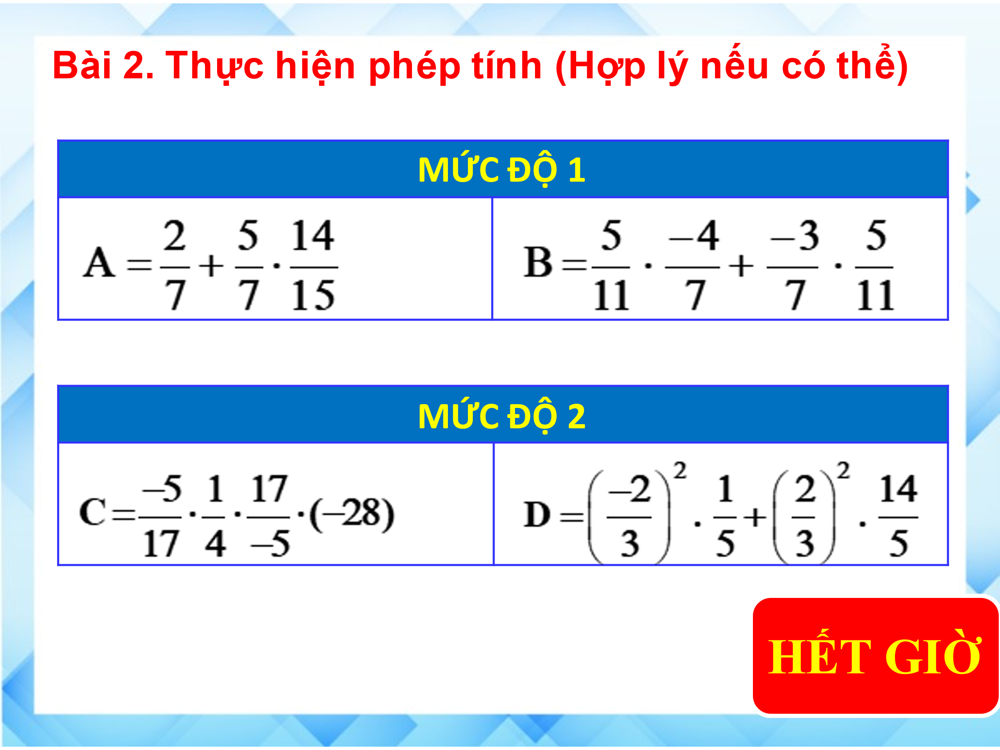 Bài 2. Thực hiện phép tính (Hợp lý nếu có thể)
MỨC ĐỘ 1
A = 2/7 + 5/7 · 14/15
B = 5/11 · −4/7 + −3/7 · 5/11
MỨC ĐỘ 2
C = −5/17 · 1/4 · 17/−5 · (−28)
D = (−2/3)² . 1/5 + (2/3)² . 14/5
HẾT GIỜ